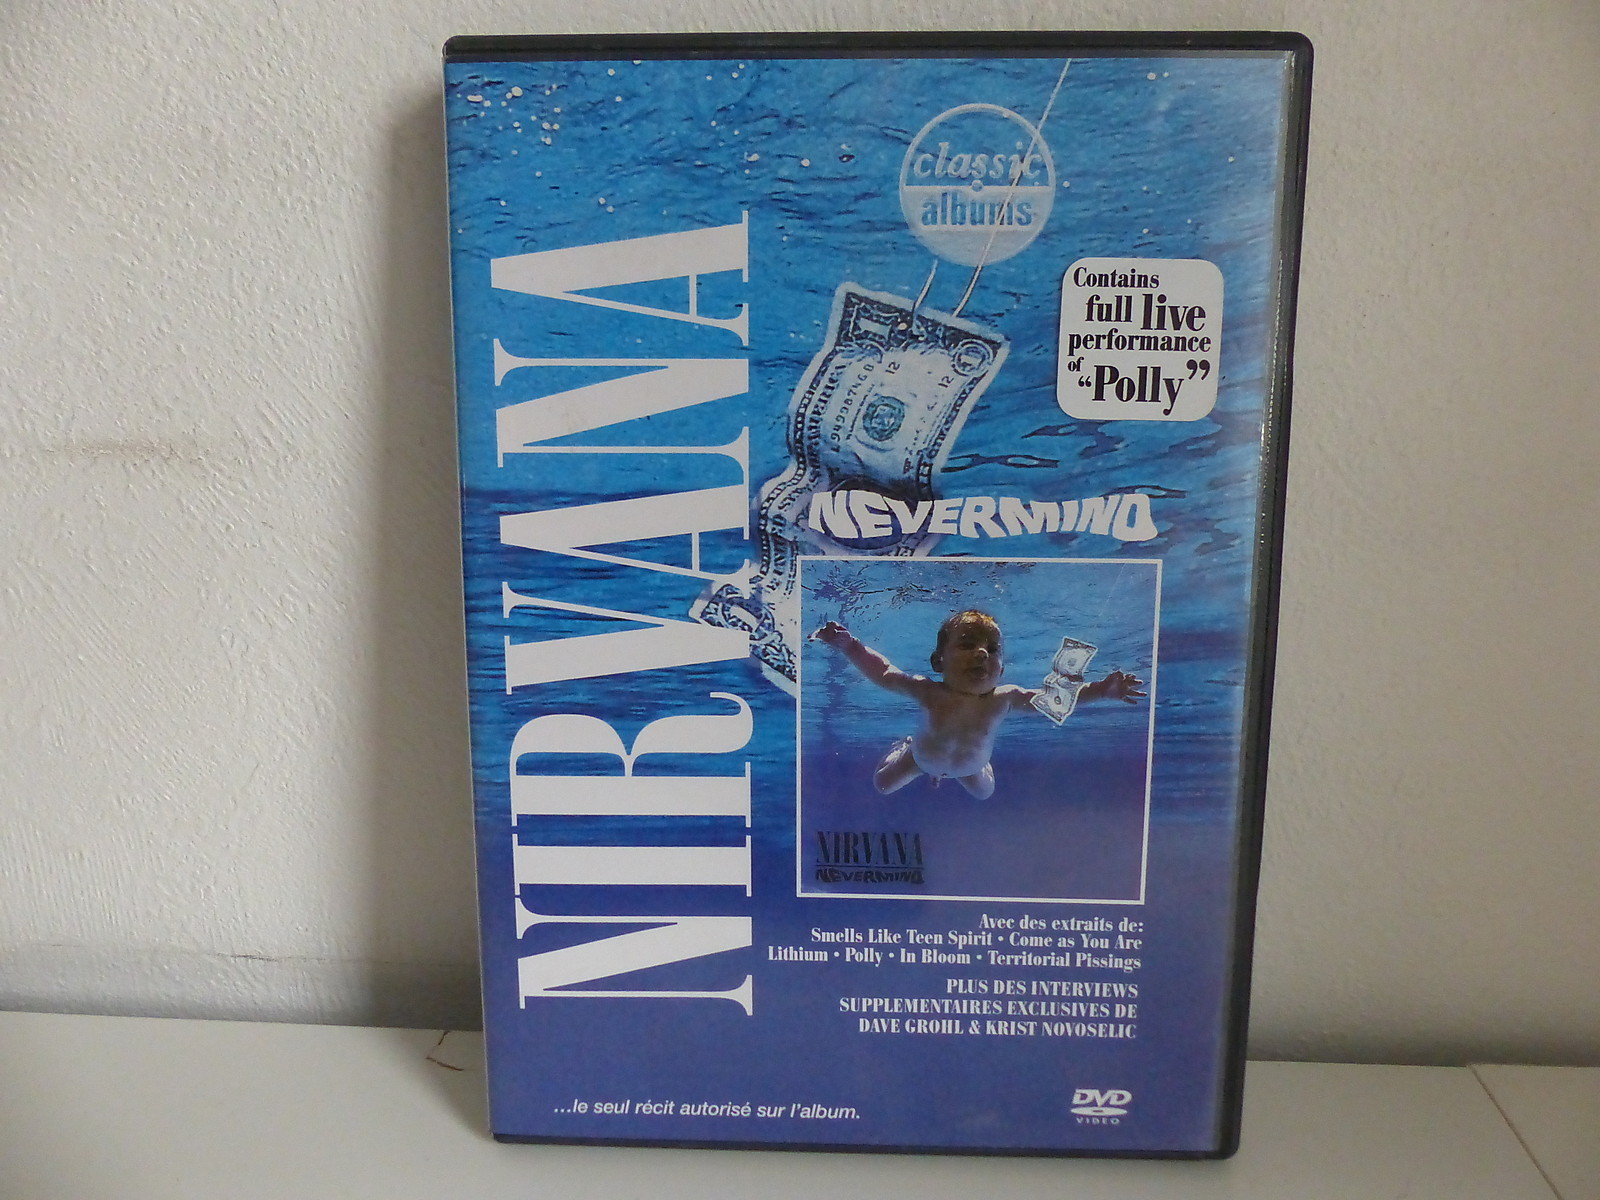 classic
albums
Contains
full live
performance
of "Polly"
NIRVANA
NEVERMIND
NIRVANA
NEVERMIND
Avec des extraits de:
Smells Like Teen Spirit • Come as You Are
Lithium • Polly • In Bloom • Territorial Pissings
PLUS DES INTERVIEWS
SUPPLEMENTAIRES EXCLUSIVES DE
DAVE GROHL & KRIST NOVOSELIC
...le seul récit autorisé sur l'album.
DVD
VIDEO